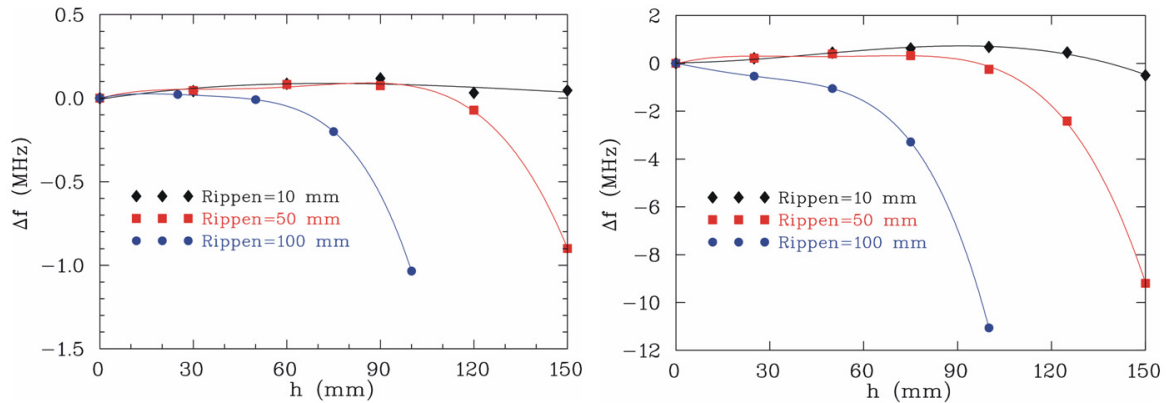 0.5
0.0
−0.5
−1.0
−1.5
Δf (MHz)
Rippen=10 mm
Rippen=50 mm
Rippen=100 mm
0 30 60 90 120 150
h (mm)
2
0
−2
−4
−6
−8
−10
−12
Δf (MHz)
Rippen=10 mm
Rippen=50 mm
Rippen=100 mm
0 30 60 90 120 150
h (mm)